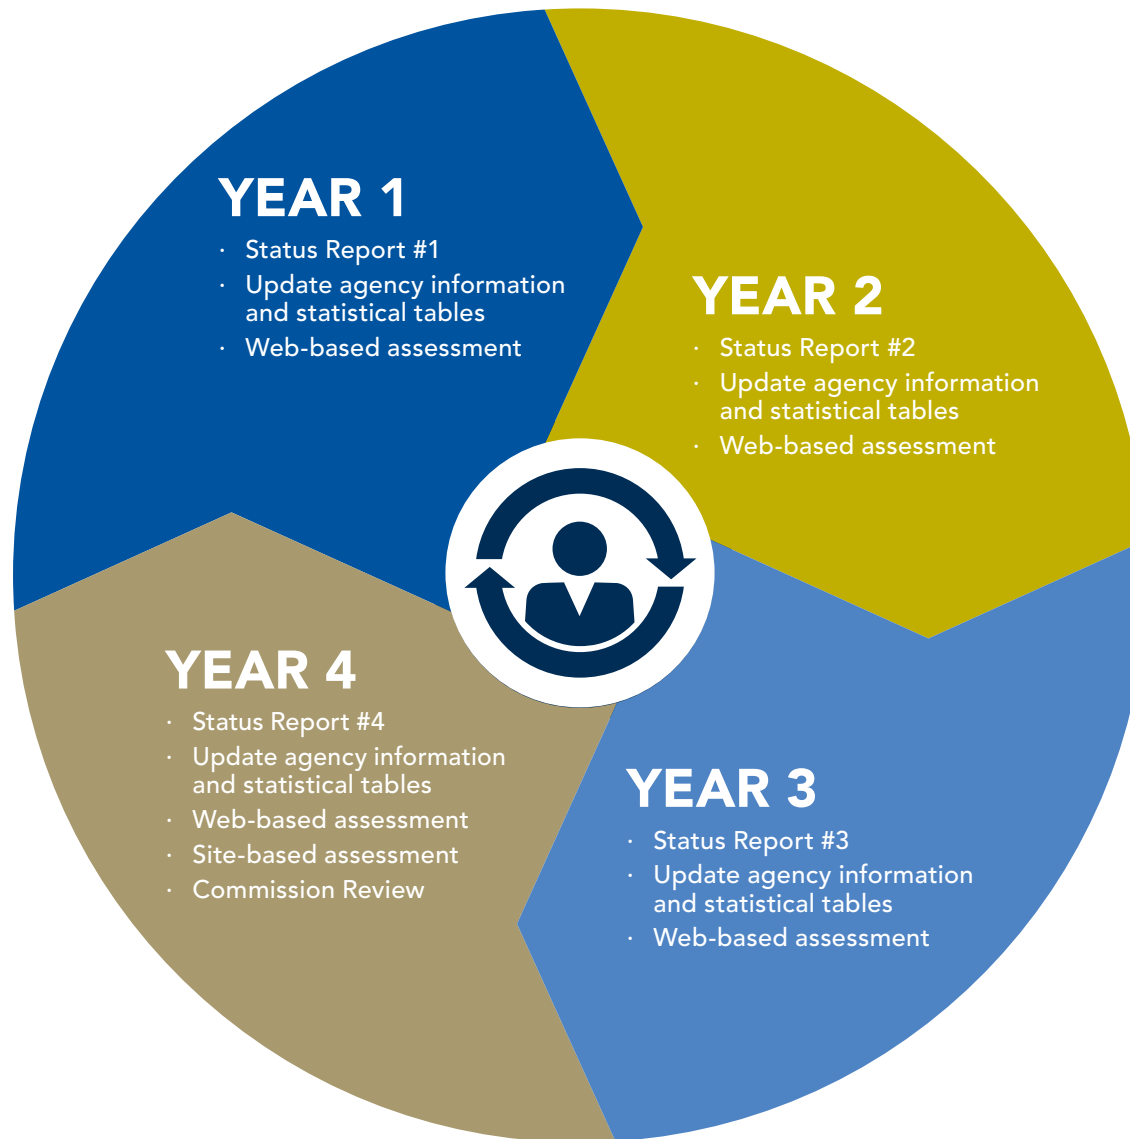 YEAR 1
· Status Report #1
· Update agency information
and statistical tables
· Web-based assessment
YEAR 2
· Status Report #2
· Update agency information
and statistical tables
· Web-based assessment
YEAR 3
· Status Report #3
· Update agency information
and statistical tables
· Web-based assessment
YEAR 4
· Status Report #4
· Update agency information
and statistical tables
· Web-based assessment
· Site-based assessment
· Commission Review